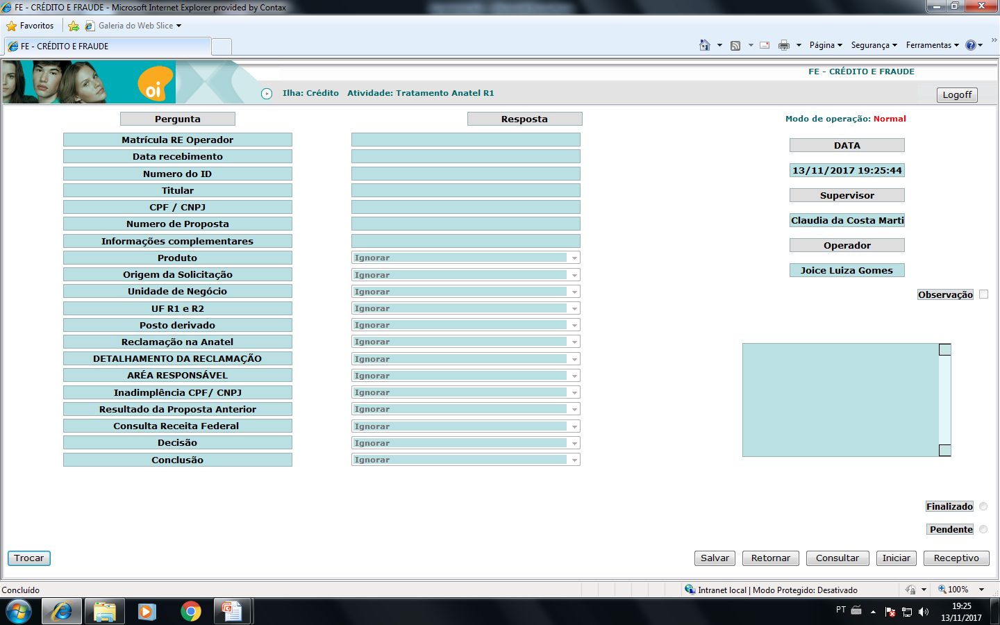 FE - CRÉDITO E FRAUDE - Microsoft Internet Explorer provided by Contax
Favoritos
Galeria do Web Slice
FE - CRÉDITO E FRAUDE
Página
Segurança
Ferramentas
oi
FE - CRÉDITO E FRAUDE
Ilha: Crédito Atividade: Tratamento Anatel R1
Logoff
Pergunta
Resposta
Modo de operação: Normal
Matrícula RE Operador
Data recebimento
Numero do ID
Titular
CPF / CNPJ
Numero de Proposta
Informações complementares
Produto
Ignorar
Origem da Solicitação
Ignorar
Unidade de Negócio
Ignorar
UF R1 e R2
Ignorar
Posto derivado
Ignorar
Reclamação na Anatel
Ignorar
DETALHAMENTO DA RECLAMAÇÃO
Ignorar
ARÉA RESPONSÁVEL
Ignorar
Inadimplência CPF/ CNPJ
Ignorar
Resultado da Proposta Anterior
Ignorar
Consulta Receita Federal
Ignorar
Decisão
Ignorar
Conclusão
Ignorar
DATA
13/11/2017 19:25:44
Supervisor
Claudia da Costa Marti
Operador
Joice Luiza Gomes
Observação
Finalizado
Pendente
Trocar
Salvar
Retornar
Consultar
Iniciar
Receptivo
Concluído
Intranet local | Modo Protegido: Desativado
100%
PT
19:25
13/11/2017